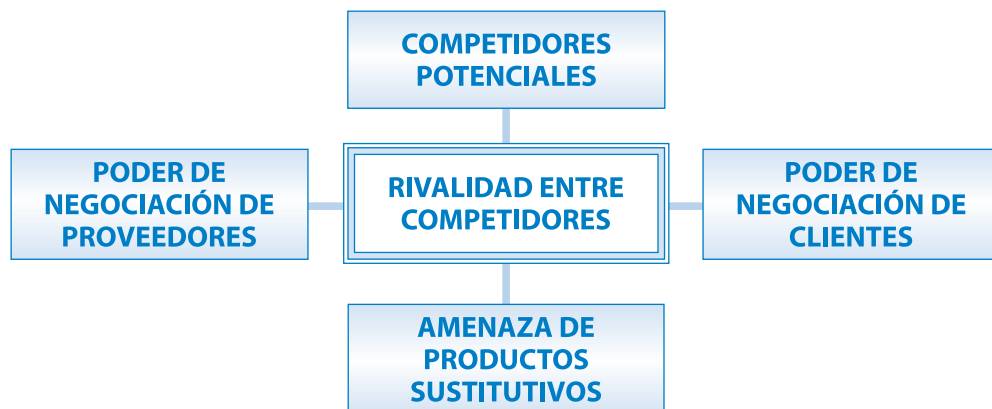 COMPETIDORES
POTENCIALES
PODER DE
NEGOCIACIÓN DE
PROVEEDORES
RIVALIDAD ENTRE
COMPETIDORES
PODER DE
NEGOCIACIÓN DE
CLIENTES
AMENAZA DE
PRODUCTOS
SUSTITUTIVOS